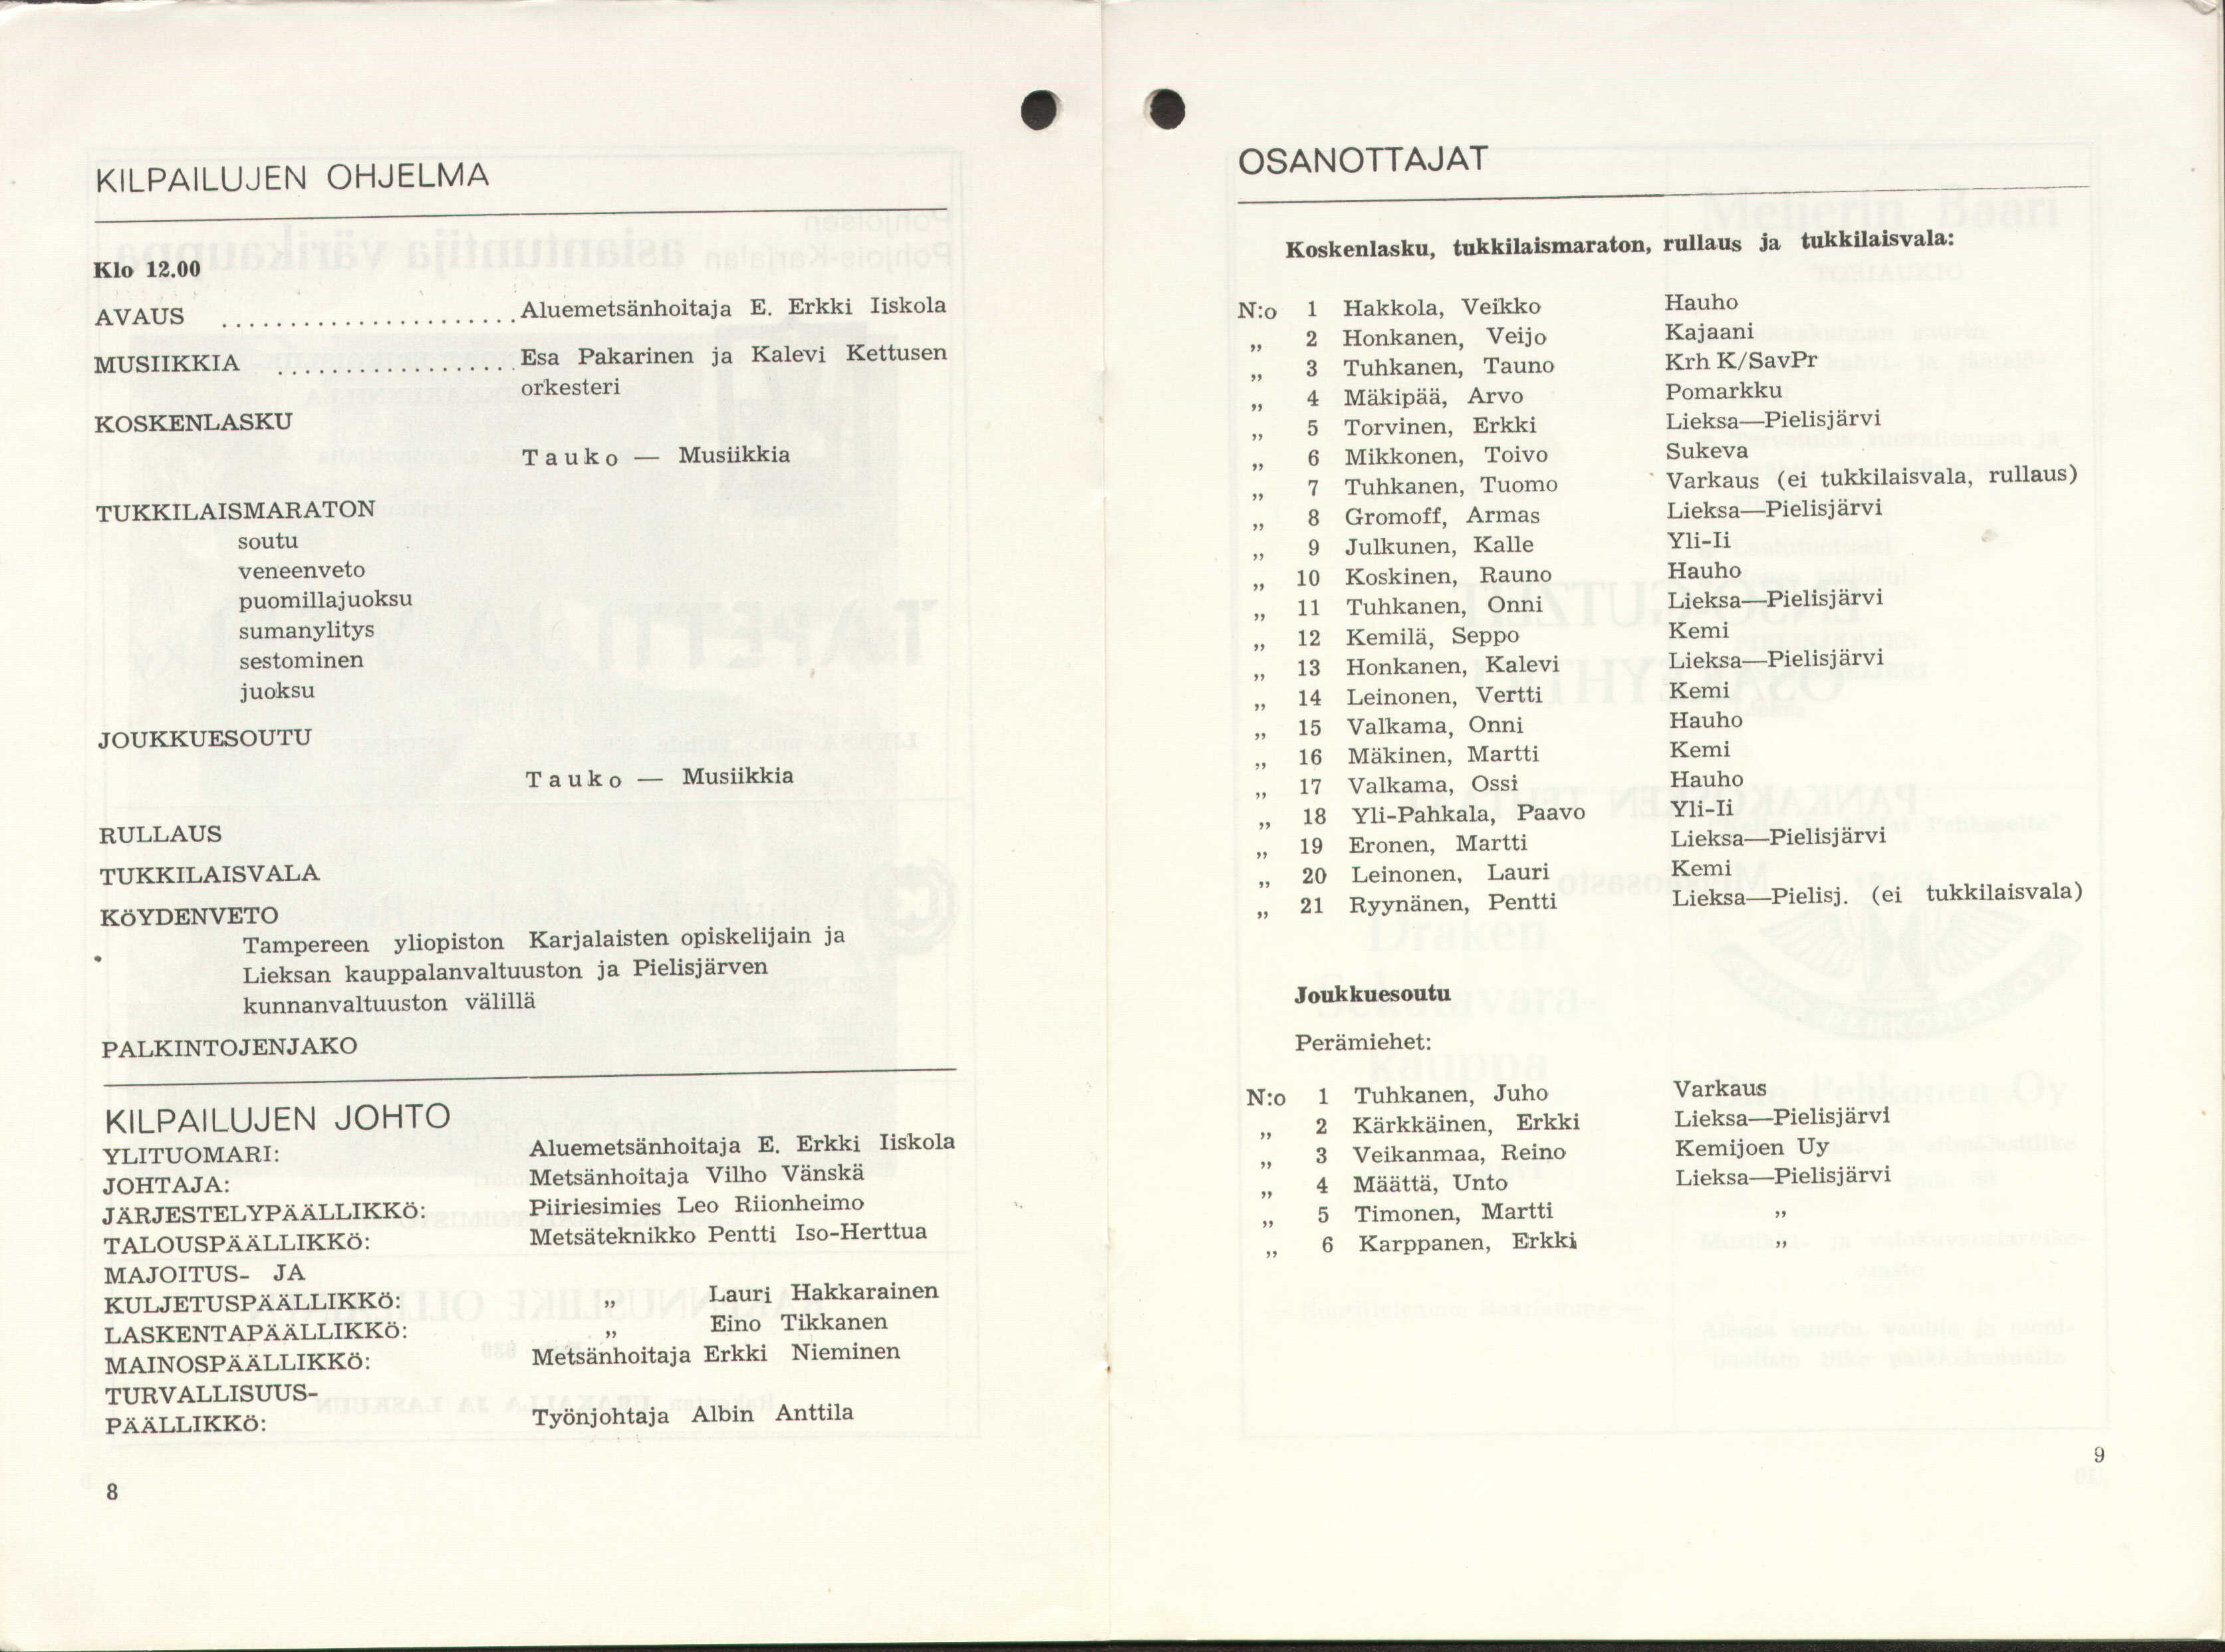 KILPAILUJEN OHJELMA
Klo 12.00
AVAUS ...................... Aluemetsänhoitaja E. Erkki Iiskola
MUSIIKKIA .................. Esa Pakarinen ja Kalevi Kettusen
orkesteri
KOSKENLASKU
Tauko — Musiikkia
TUKKILAISMARATON
soutu
veneenveto
puomillajuoksu
sumanylitys
sestominen
juoksu
JOUKKUESOUTU
Tauko — Musiikkia
RULLAUS
TUKKILAISVALA
KÖYDENVETO
Tampereen yliopiston Karjalaisten opiskelijain ja
Lieksan kauppalanvaltuuston ja Pielisjärven
kunnanvaltuuston välillä
PALKINTOJENJAKO
KILPAILUJEN JOHTO
YLITUOMARI: Aluemetsänhoitaja E. Erkki Iiskola
JOHTAJA: Metsänhoitaja Vilho Vänskä
JÄRJESTELYPÄÄLLIKKÖ: Piiriesimies Leo Riionheimo
TALOUSPÄÄLLIKKÖ: Metsäteknikko Pentti Iso-Herttua
MAJOITUS- JA
KULJETUSPÄÄLLIKKÖ: „ Lauri Hakkarainen
LASKENTAPÄÄLLIKKÖ: „ Eino Tikkanen
MAINOSPÄÄLLIKKÖ: Metsänhoitaja Erkki Nieminen
TURVALLISUUS-
PÄÄLLIKKÖ: Työnjohtaja Albin Anttila
8
OSANOTTAJAT
Koskenlasku, tukkilaismaraton, rullaus ja tukkilaisvala:
N:o 1 Hakkola, Veikko Hauho
„ 2 Honkanen, Veijo Kajaani
„ 3 Tuhkanen, Tauno Krh K/SavPr
„ 4 Mäkipää, Arvo Pomarkku
„ 5 Torvinen, Erkki Lieksa—Pielisjärvi
„ 6 Mikkonen, Toivo Sukeva
„ 7 Tuhkanen, Tuomo Varkaus (ei tukkilaisvala, rullaus)
„ 8 Gromoff, Armas Lieksa—Pielisjärvi
„ 9 Julkunen, Kalle Yli-Ii
„ 10 Koskinen, Rauno Hauho
„ 11 Tuhkanen, Onni Lieksa—Pielisjärvi
„ 12 Kemilä, Seppo Kemi
„ 13 Honkanen, Kalevi Lieksa—Pielisjärvi
„ 14 Leinonen, Vertti Kemi
„ 15 Valkama, Onni Hauho
„ 16 Mäkinen, Martti Kemi
„ 17 Valkama, Ossi Hauho
„ 18 Yli-Pahkala, Paavo Yli-Ii
„ 19 Eronen, Martti Lieksa—Pielisjärvi
„ 20 Leinonen, Lauri Kemi
„ 21 Ryynänen, Pentti Lieksa—Pielisj. (ei tukkilaisvala)
Joukkuesoutu
Perämiehet:
N:o 1 Tuhkanen, Juho Varkaus
„ 2 Kärkkäinen, Erkki Lieksa—Pielisjärvi
„ 3 Veikanmaa, Reino Kemijoen Uy
„ 4 Määttä, Unto Lieksa—Pielisjärvi
„ 5 Timonen, Martti „
„ 6 Karppanen, Erkki „
9